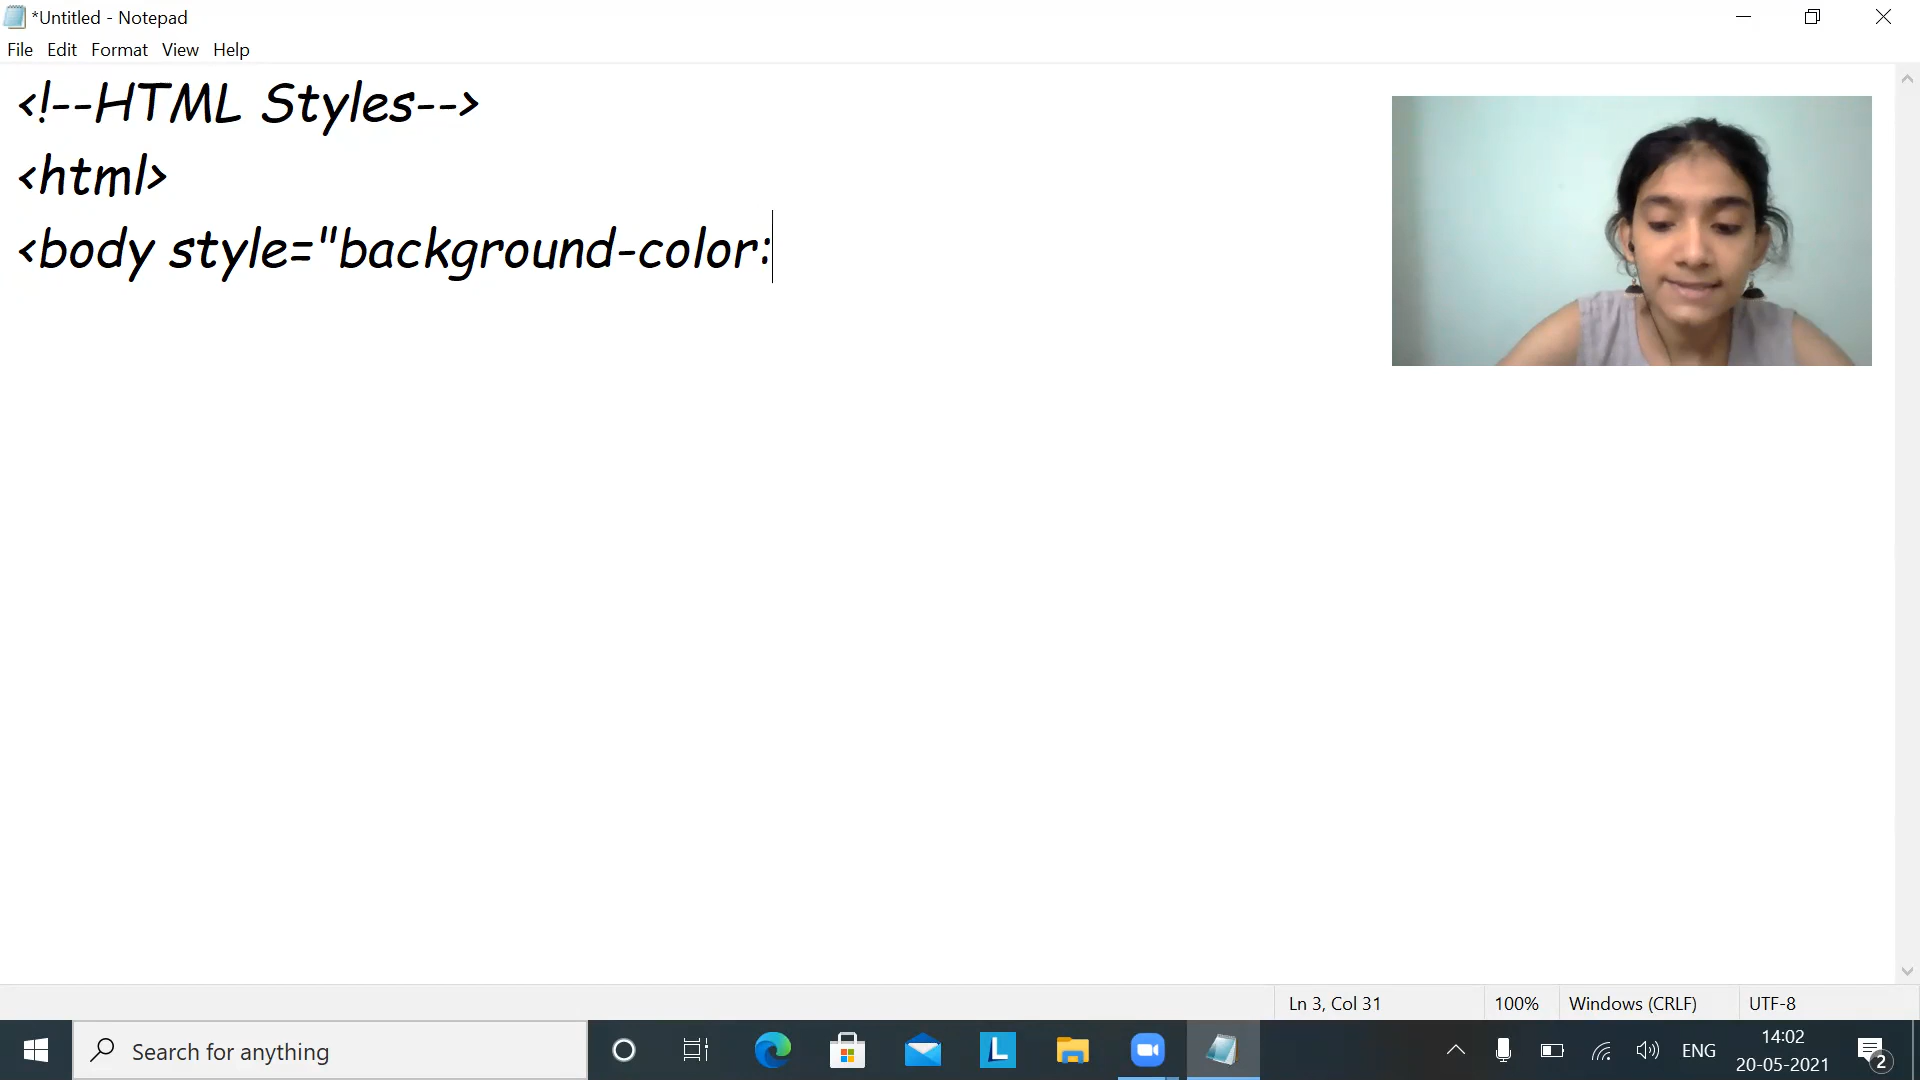 *Untitled - Notepad
File Edit Format View Help
<!--HTML Styles-->
<html>
<body style="background-color:
Ln 3, Col 31 100% Windows (CRLF) UTF-8
Search for anything
L
ENG
14:02
20-05-2021
2